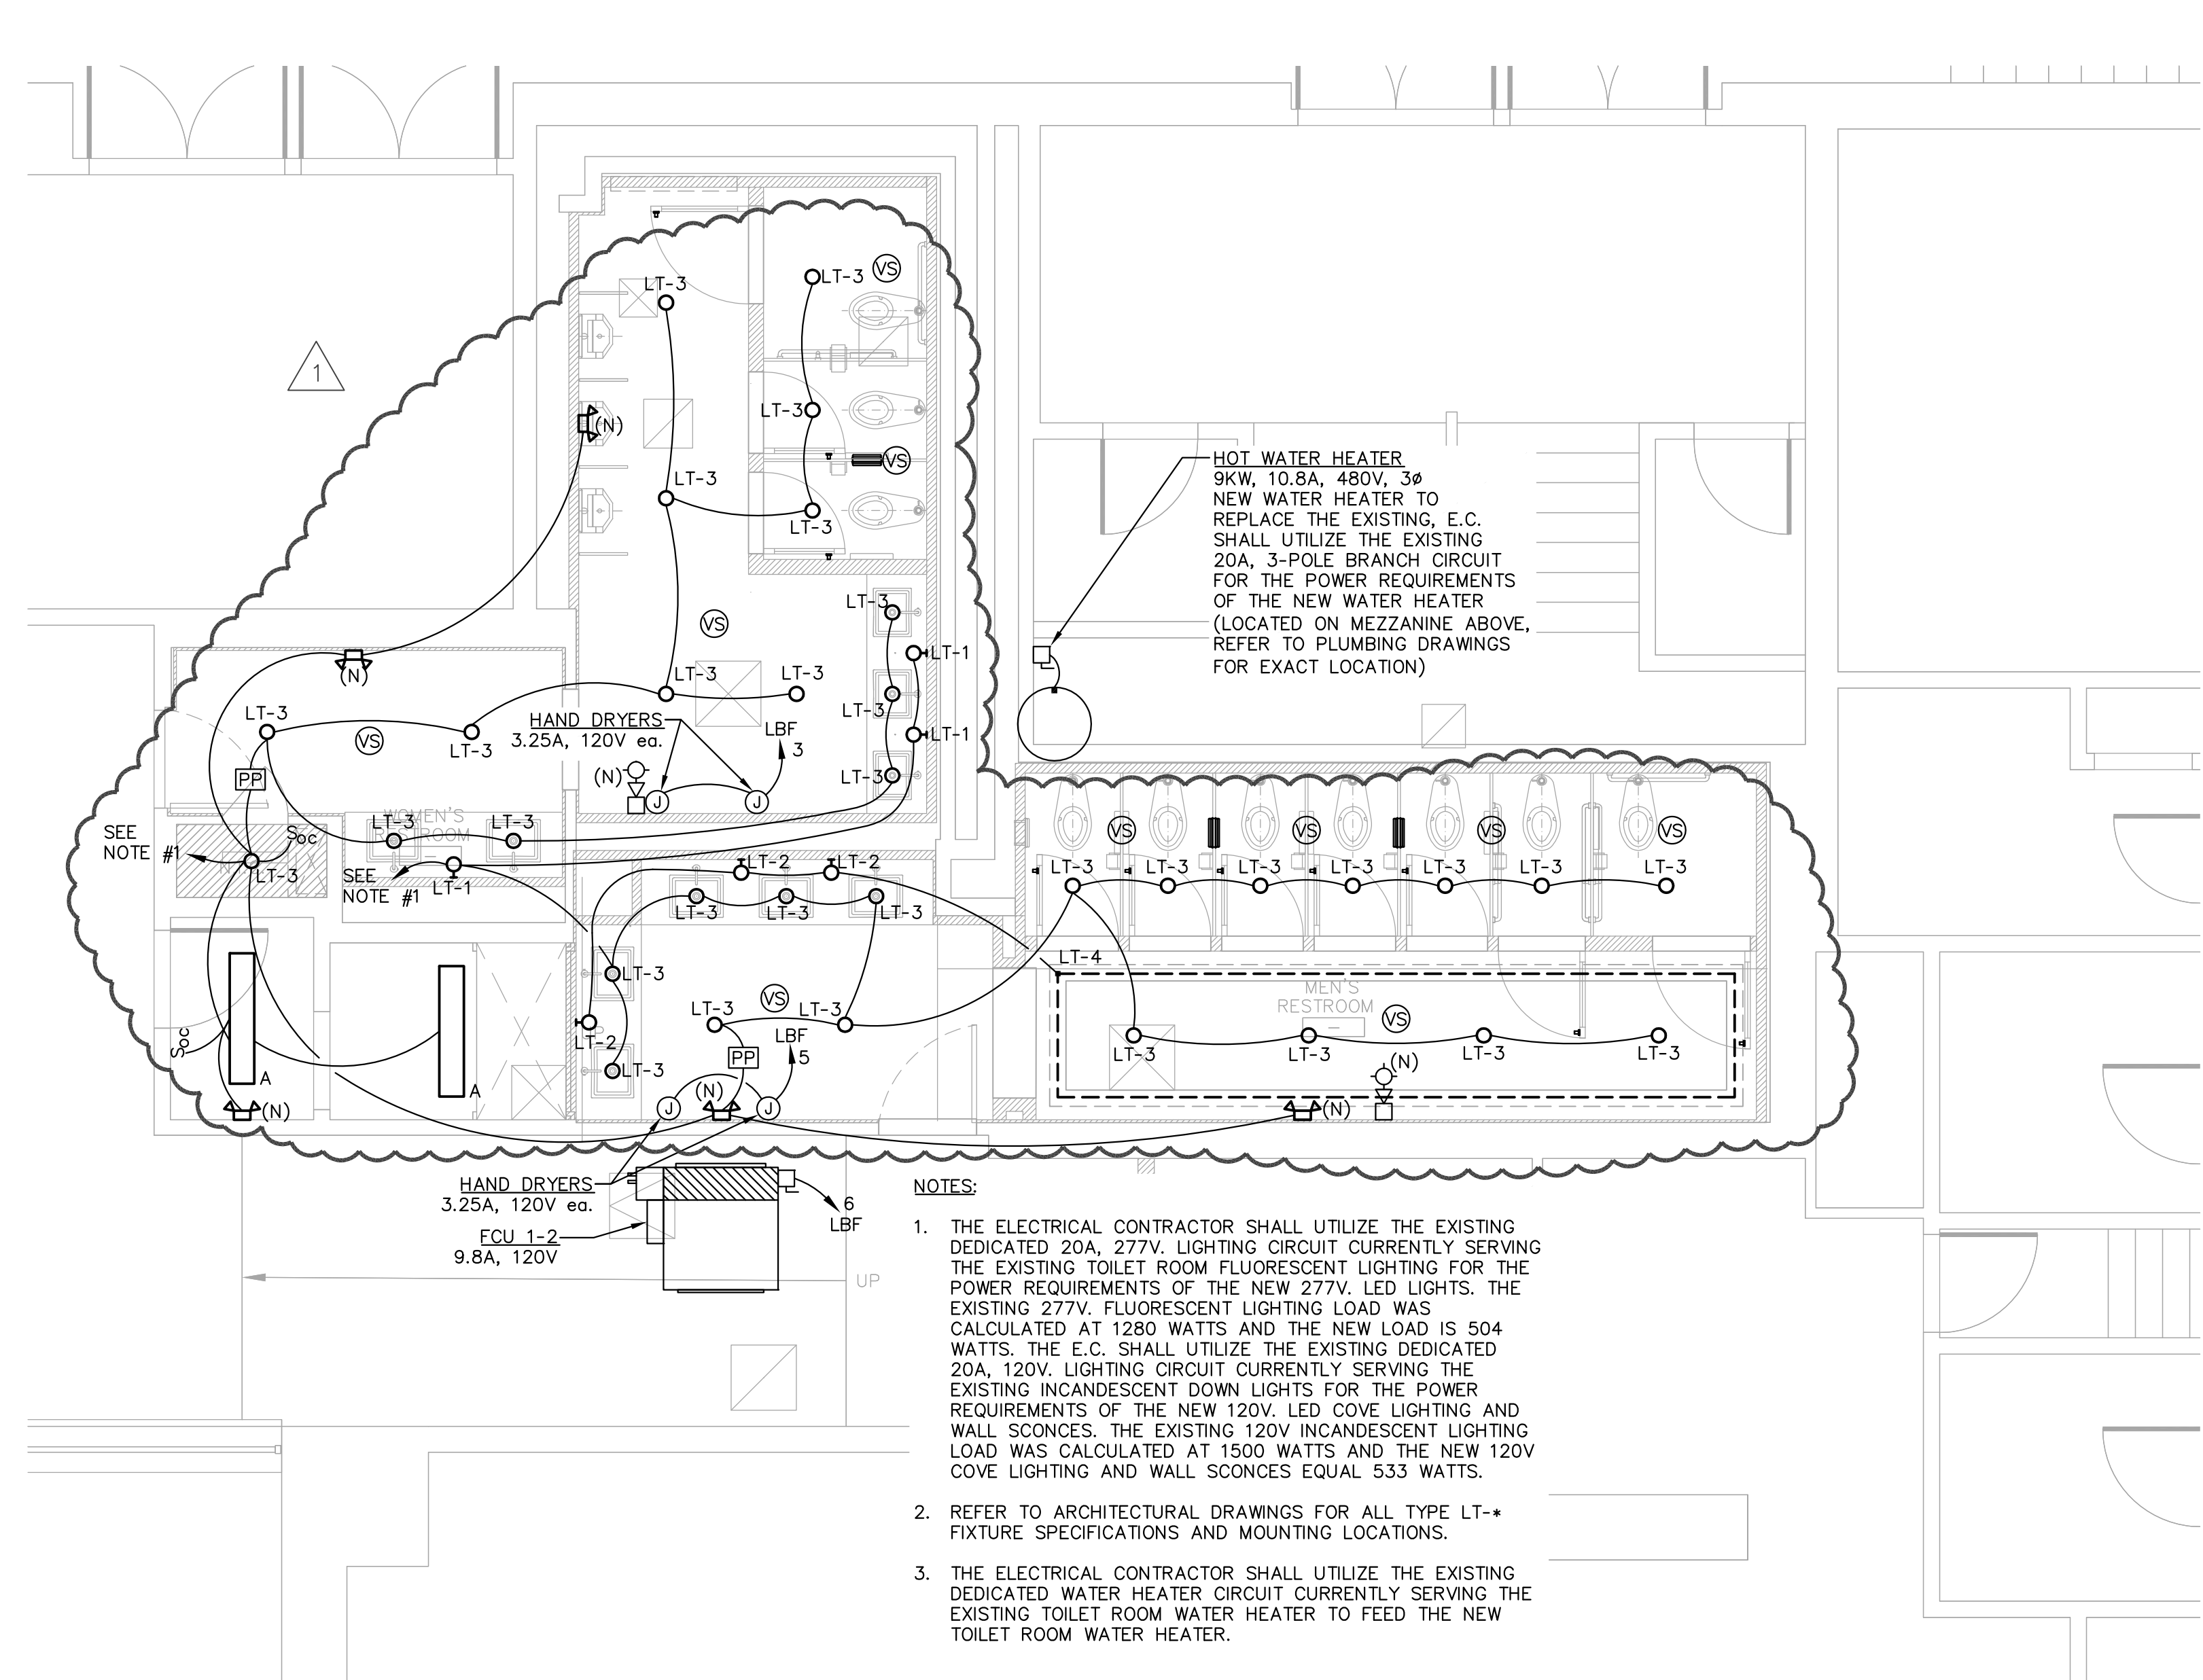 LT-3
VS
LT-3
1
LT-3
(N)
VS
HOT WATER HEATER
9KW, 10.8A, 480V, 3ø
NEW WATER HEATER TO
REPLACE THE EXISTING, E.C.
SHALL UTILIZE THE EXISTING
20A, 3-POLE BRANCH CIRCUIT
FOR THE POWER REQUIREMENTS
OF THE NEW WATER HEATER
(LOCATED ON MEZZANINE ABOVE,
REFER TO PLUMBING DRAWINGS
FOR EXACT LOCATION)
LT-3
LT-3
LT-3
VS
LT-1
(N)
LT-3
LT-3
LT-3
LT-3
VS
LT-3
HAND DRYERS
3.25A, 120V ea.
LBF
3
LT-1
PP
(N)
J
J
LT-3
WOMEN'S
RESTROOM
LT-3
LT-3
SEE
NOTE #1
Soc
LT-3
SEE
NOTE #1
LT-1
LT-2
LT-2
LT-3
LT-3
LT-3
VS
VS
VS
VS
LT-3
LT-3
LT-3
LT-3
LT-3
LT-3
LT-3
LT-4
LT-3
MEN'S
RESTROOM
VS
LT-3
VS
LT-3
LT-2
LBF
5
PP
LT-3
LT-3
LT-3
LT-3
LT-3
Soc
A
A
(N)
(N)
J
J
(N)
(N)
HAND DRYERS
3.25A, 120V ea.
FCU 1-2
9.8A, 120V
6
LBF
UP
NOTES:
1. THE ELECTRICAL CONTRACTOR SHALL UTILIZE THE EXISTING
DEDICATED 20A, 277V. LIGHTING CIRCUIT CURRENTLY SERVING
THE EXISTING TOILET ROOM FLUORESCENT LIGHTING FOR THE
POWER REQUIREMENTS OF THE NEW 277V. LED LIGHTS. THE
EXISTING 277V. FLUORESCENT LIGHTING LOAD WAS
CALCULATED AT 1280 WATTS AND THE NEW LOAD IS 504
WATTS. THE E.C. SHALL UTILIZE THE EXISTING DEDICATED
20A, 120V. LIGHTING CIRCUIT CURRENTLY SERVING THE
EXISTING INCANDESCENT DOWN LIGHTS FOR THE POWER
REQUIREMENTS OF THE NEW 120V. LED COVE LIGHTING AND
WALL SCONCES. THE EXISTING 120V INCANDESCENT LIGHTING
LOAD WAS CALCULATED AT 1500 WATTS AND THE NEW 120V
COVE LIGHTING AND WALL SCONCES EQUAL 533 WATTS.
2. REFER TO ARCHITECTURAL DRAWINGS FOR ALL TYPE LT-*
FIXTURE SPECIFICATIONS AND MOUNTING LOCATIONS.
3. THE ELECTRICAL CONTRACTOR SHALL UTILIZE THE EXISTING
DEDICATED WATER HEATER CIRCUIT CURRENTLY SERVING THE
EXISTING TOILET ROOM WATER HEATER TO FEED THE NEW
TOILET ROOM WATER HEATER.